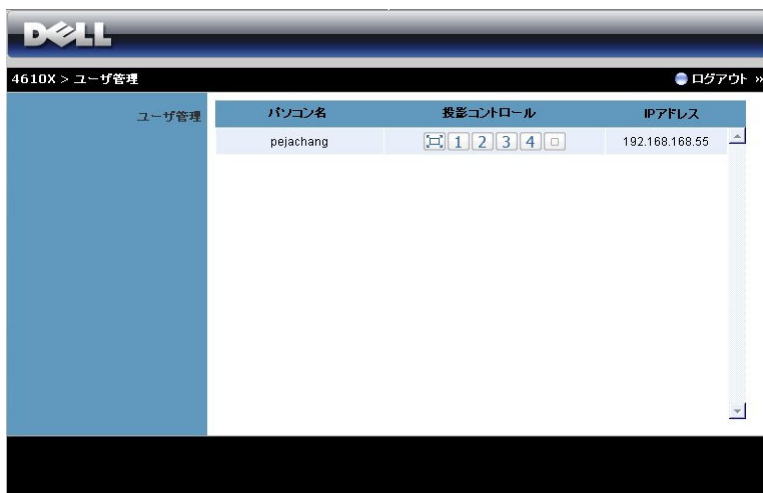 DELL
4610X > ユーザ管理
ログアウト »
ユーザ管理
パソコン名 投影コントロール IPアドレス
pejachang 1 2 3 4 192.168.168.55